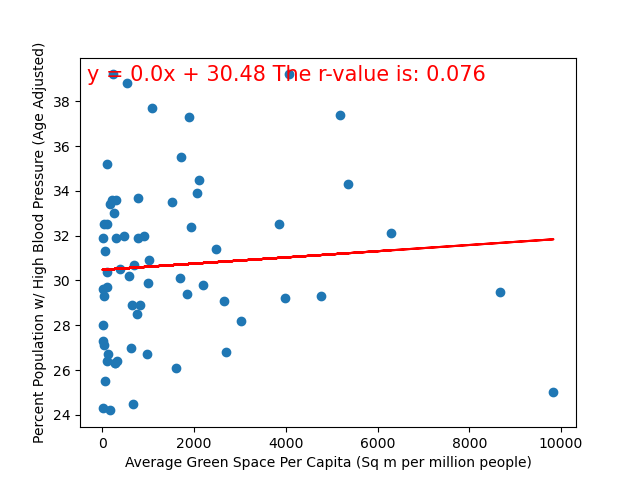 y = 0.0x + 30.48 The r-value is: 0.076
Percent Population w/ High Blood Pressure (Age Adjusted)
38
36
34
32
30
28
26
24
0 2000 4000 6000 8000 10000
Average Green Space Per Capita (Sq m per million people)